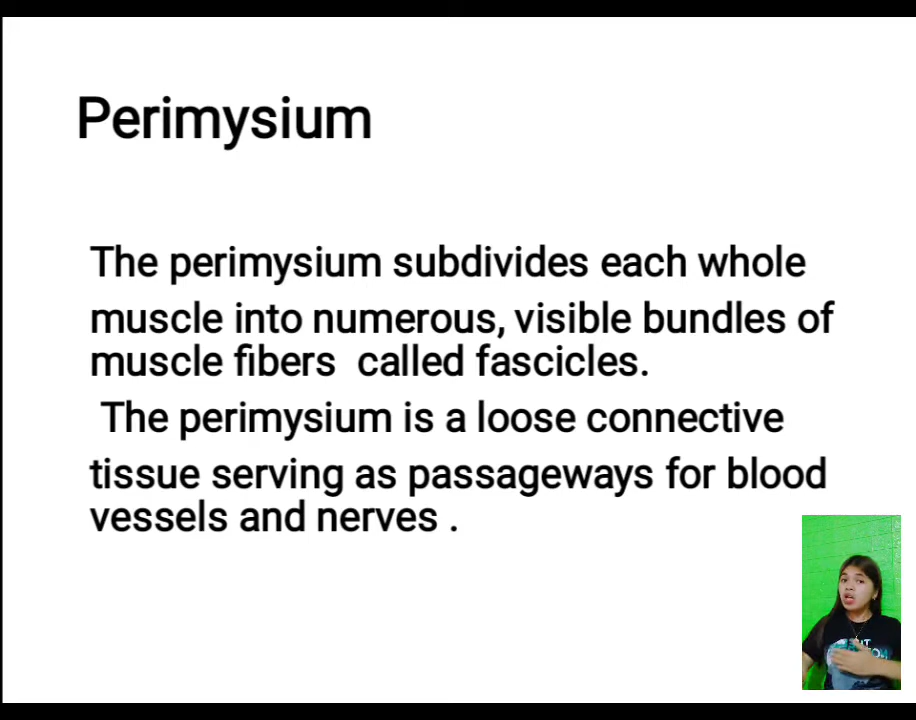 Perimysium
The perimysium subdivides each whole
muscle into numerous, visible bundles of
muscle fibers  called fascicles.
The perimysium is a loose connective
tissue serving as passageways for blood
vessels and nerves .